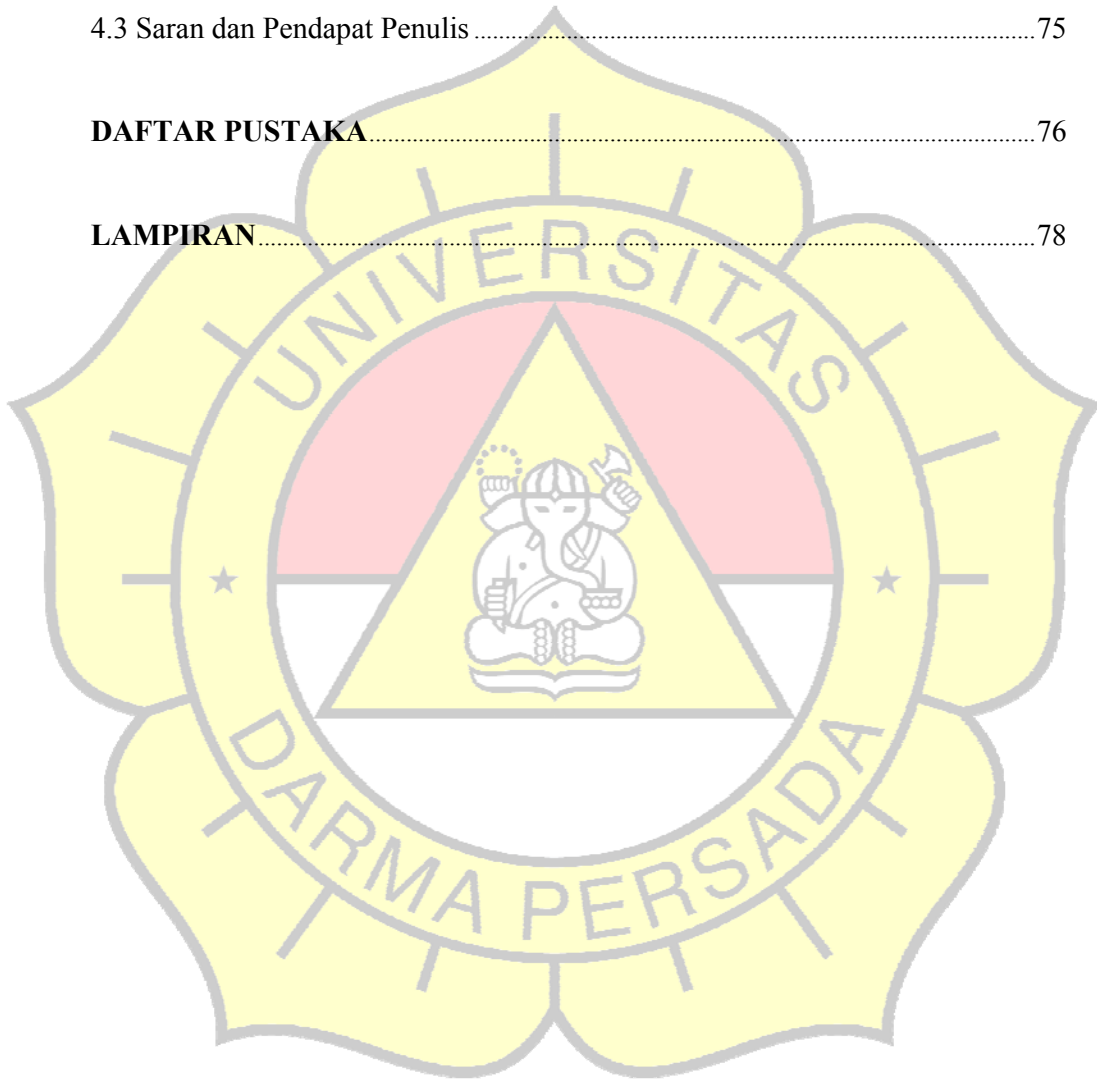 4.3 Saran dan Pendapat Penulis ........................................................................ 75
DAFTAR PUSTAKA ........................................................................ 76
LAMPIRAN ........................................................................ 78
UNIVERSITAS
DARMA PERSADA